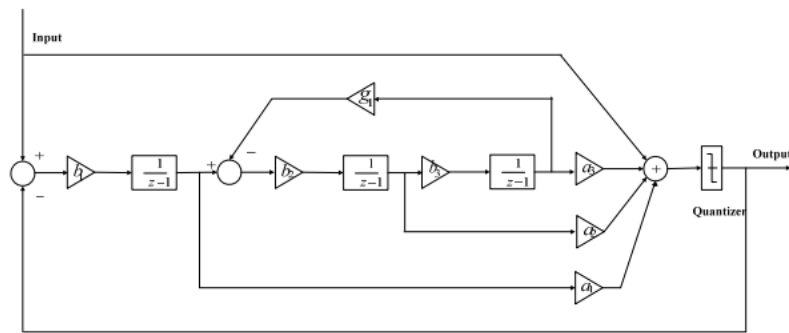 Input
g1
− 
+
+
b1
1
z−1
−
b2
1
z−1
b3
1
z−1
a3
+
Output
−
Quantizer
a2
a1